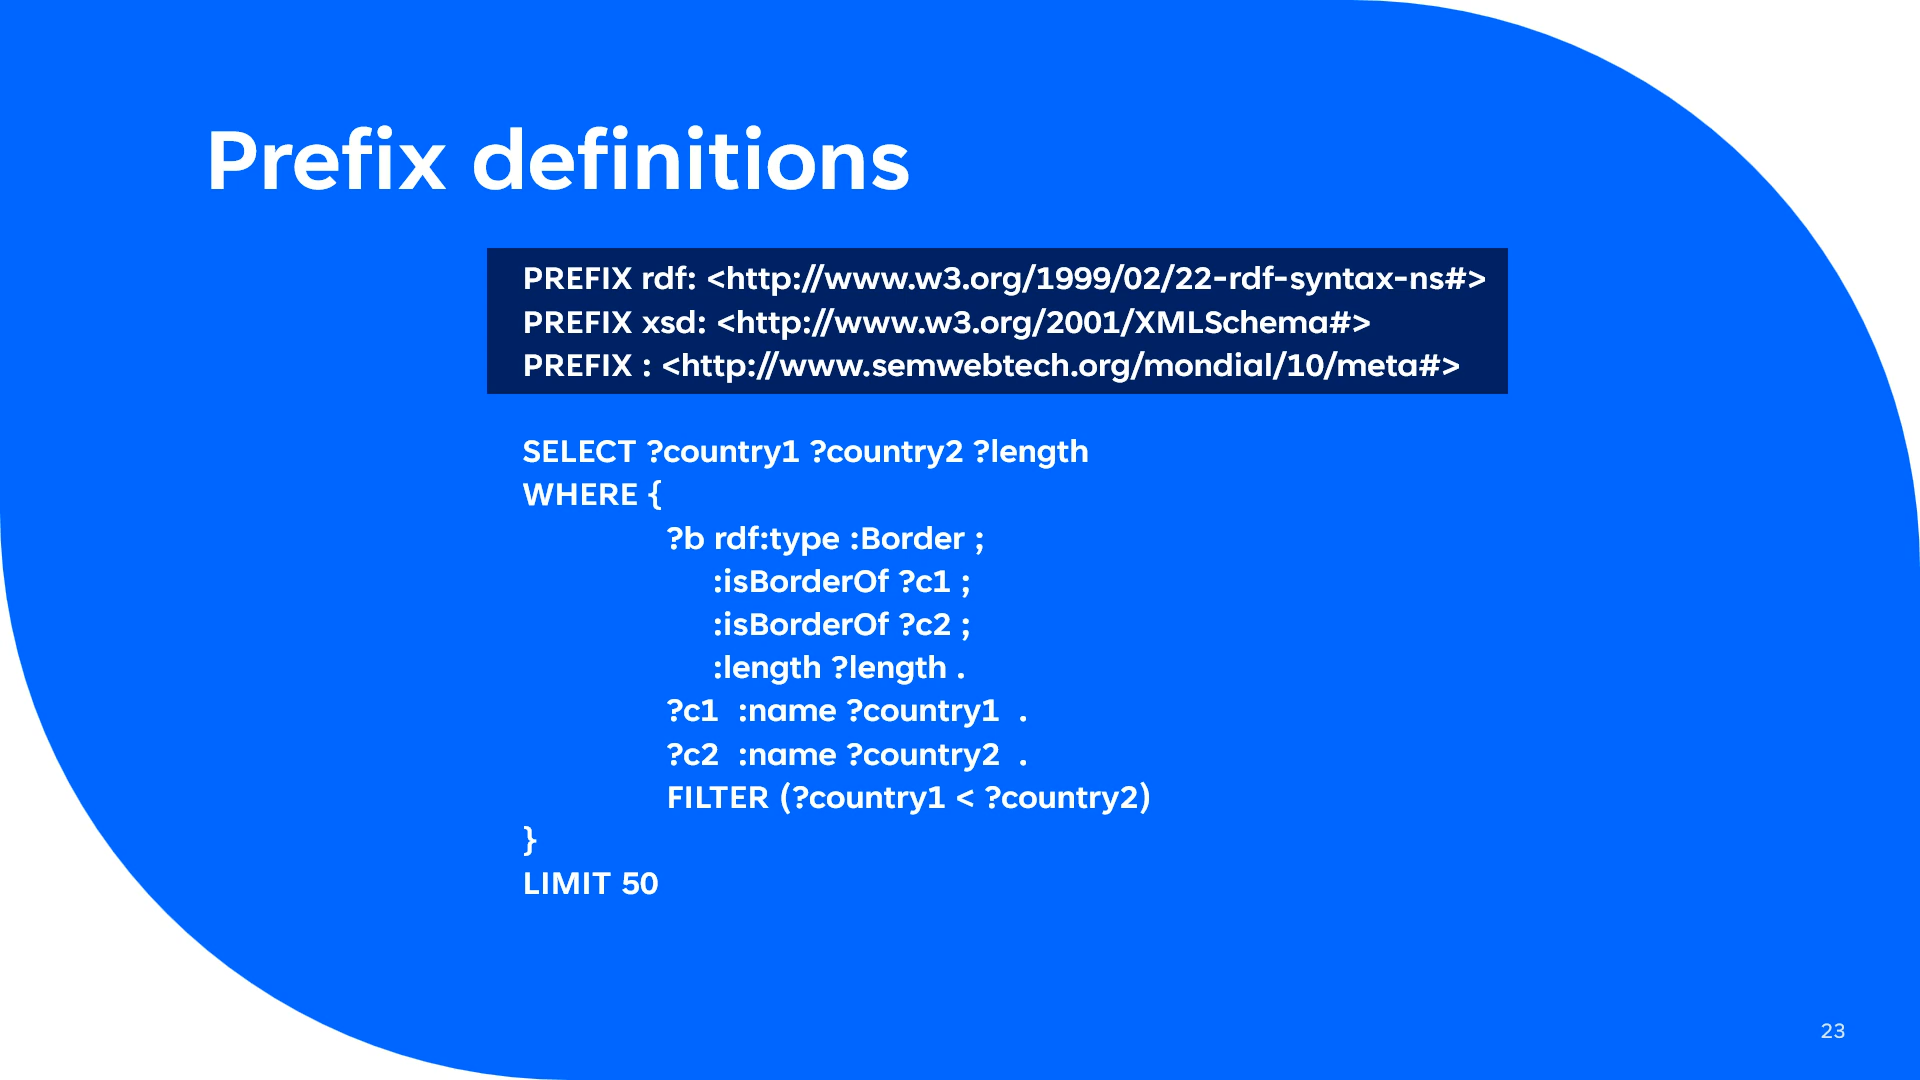 Prefix definitions
PREFIX rdf: <http://www.w3.org/1999/02/22-rdf-syntax-ns#>
PREFIX xsd: <http://www.w3.org/2001/XMLSchema#>
PREFIX : <http://www.semwebtech.org/mondial/10/meta#>
SELECT ?country1 ?country2 ?length
WHERE {
?b rdf:type :Border ;
:isBorderOf ?c1 ;
:isBorderOf ?c2 ;
:length ?length .
?c1  :name ?country1  .
?c2  :name ?country2  .
FILTER (?country1 < ?country2)
}
LIMIT 50
23